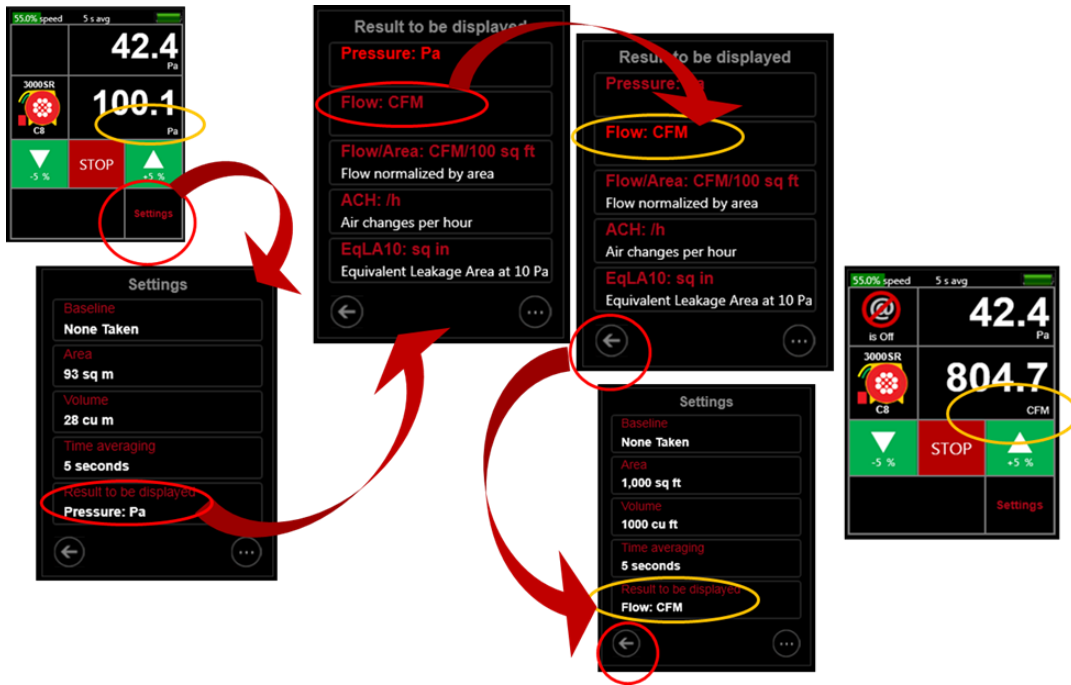 55.0% speed 5 s avg
42.4
Pa
3000SR
100.1
C8
Pa
-5 %
STOP
+5 %
Settings
Settings
Baseline
None Taken
Area
93 sq m
Volume
28 cu m
Time averaging
5 seconds
Result to be displayed
Pressure: Pa
Result to be displayed
Pressure: Pa
Flow: CFM
Flow/Area: CFM/100 sq ft
Flow normalized by area
ACH: /h
Air changes per hour
EqLA10: sq in
Equivalent Leakage Area at 10 Pa
Result to be displayed
Pressure:
Flow: CFM
Flow/Area: CFM/100 sq ft
Flow normalized by area
ACH: /h
Air changes per hour
EqLA10: sq in
Equivalent Leakage Area at 10 Pa
Settings
Baseline
None Taken
Area
1,000 sq ft
Volume
1000 cu ft
Time averaging
5 seconds
Result to be displayed
Flow: CFM
55.0% speed 5 s avg
@
is Off
42.4
Pa
3000SR
804.7
C8
CFM
-5 %
STOP
+5 %
Settings